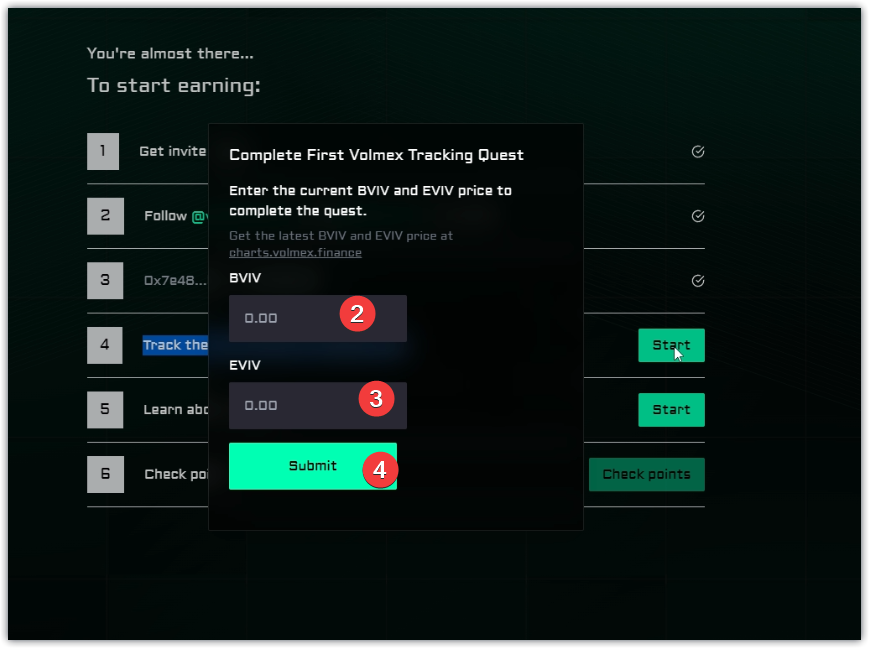 You're almost there...
To start earning:
1 Get invite
2 Follow @
3 0x7e48...
4 Track the
Start
5 Learn abo
Start
6 Check poi
Check points
Complete First Volmex Tracking Quest
Enter the current BVIV and EVIV price to
complete the quest.
Get the latest BVIV and EVIV price at
charts.volmex.finance
BVIV
0.00
2
EVIV
0.00
3
Submit
4